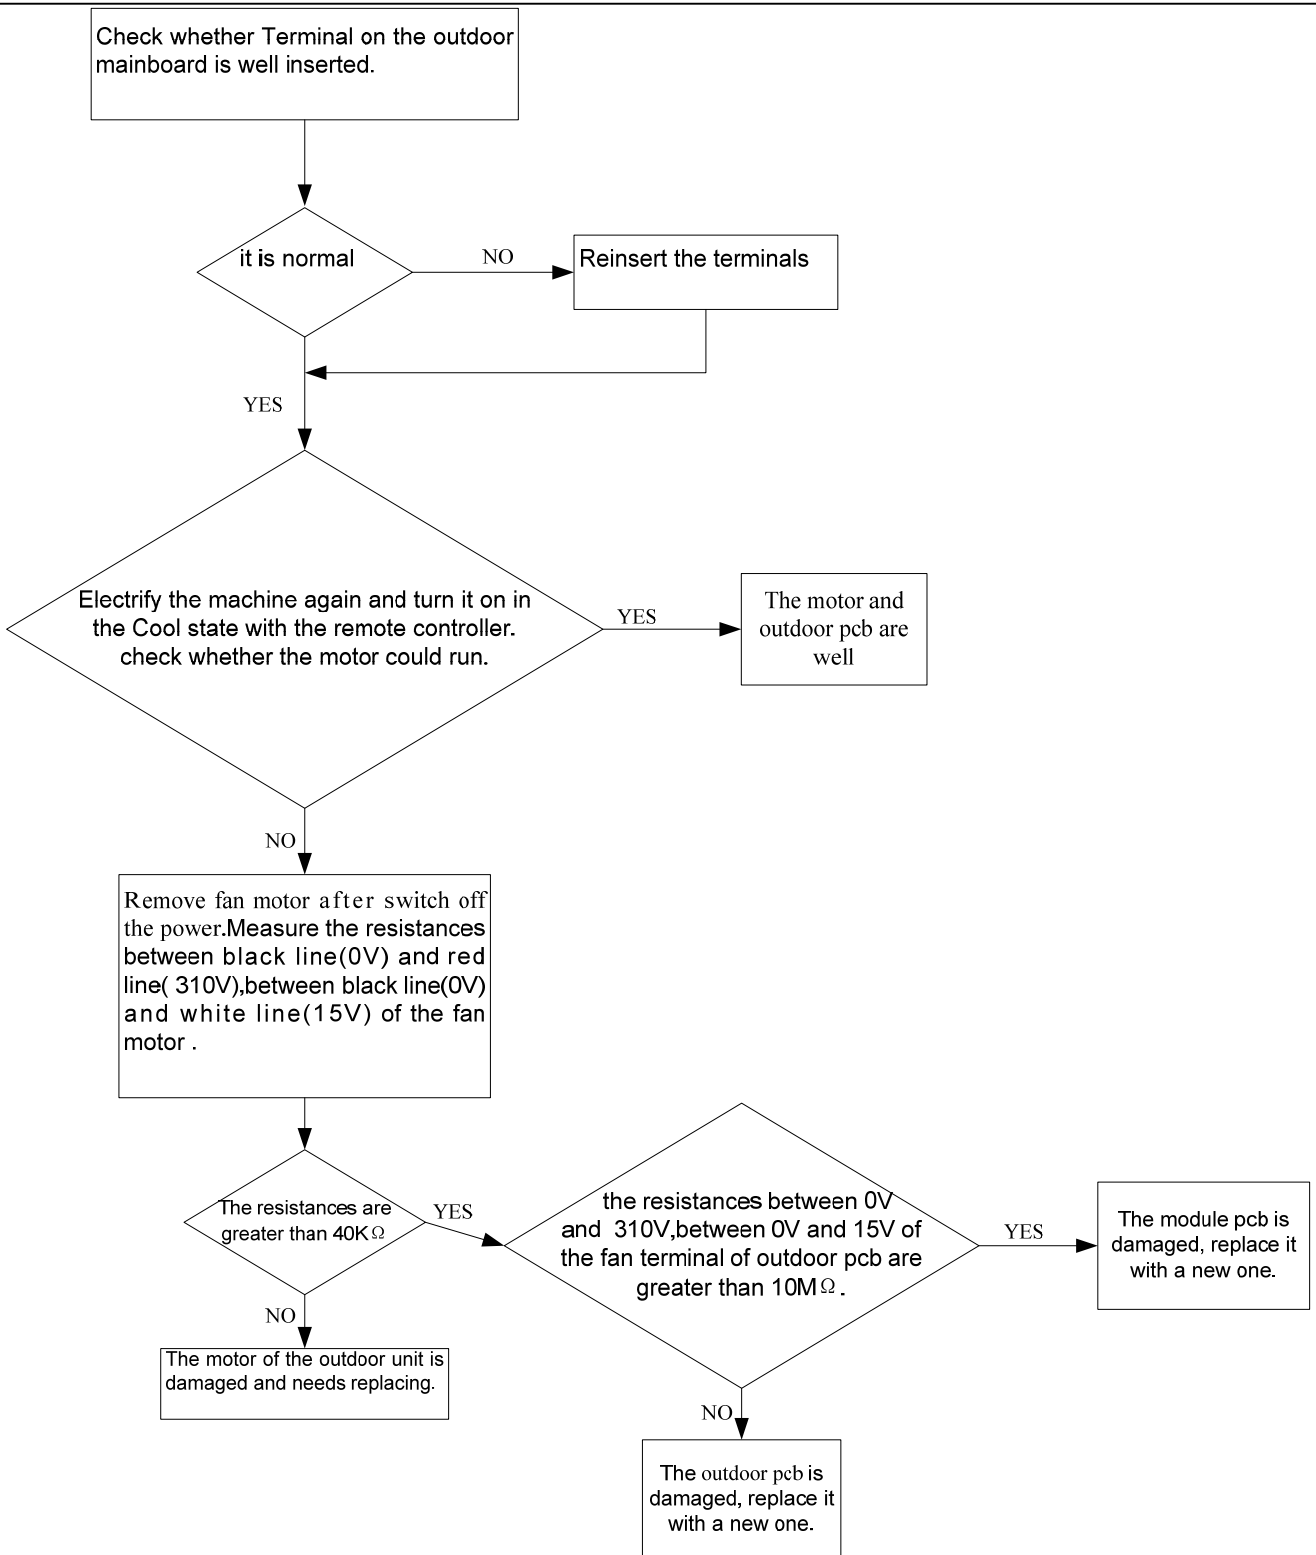 Check whether Terminal on the outdoor
mainboard is well inserted.
it is normal
NO
Reinsert the terminals
YES
Electrify the machine again and turn it on in
the Cool state with the remote controller.
check whether the motor could run.
YES
The motor and
outdoor pcb are
well
NO
Remove fan motor after switch off
the power.Measure the resistances
between black line(0V) and red
line( 310V),between black line(0V)
and white line(15V) of the fan
motor .
The resistances are
greater than 40KΩ
YES
the resistances between 0V
and 310V,between 0V and 15V of
the fan terminal of outdoor pcb are
greater than 10MΩ.
YES
The module pcb is
damaged, replace it
with a new one.
NO
The motor of the outdoor unit is
damaged and needs replacing.
NO
The outdoor pcb is
damaged, replace it
with a new one.